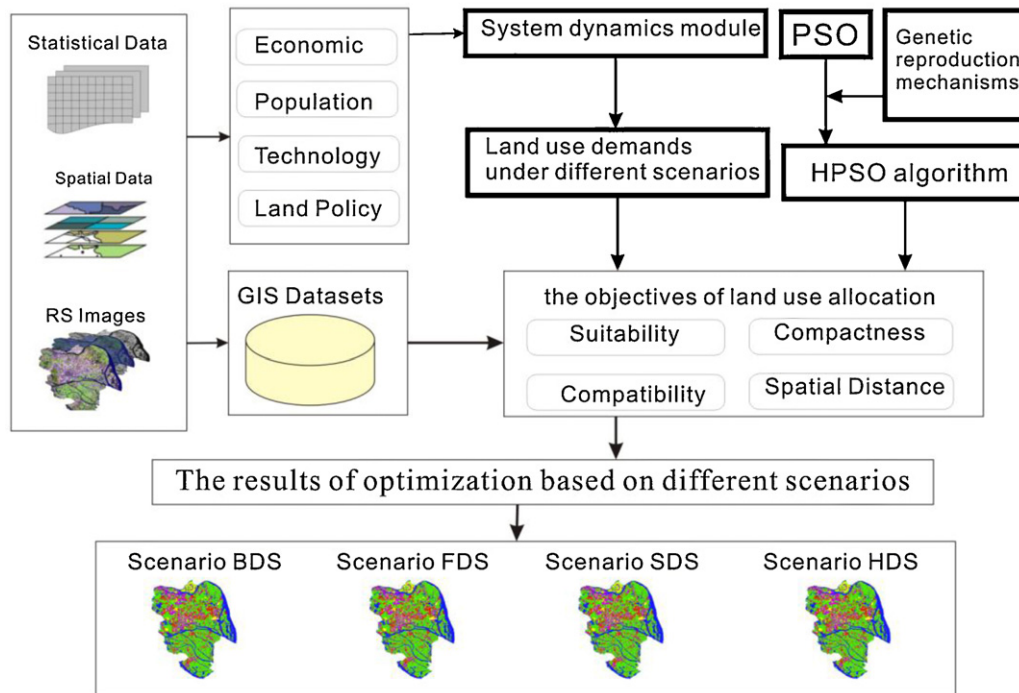 Statistical Data
Spatial Data
RS Images
Economic
Population
Technology
Land Policy
GIS Datasets
System dynamics module
Land use demands
under different scenarios
PSO
Genetic
reproduction
mechanisms
HPSO algorithm
the objectives of land use allocation
Suitability
Compactness
Compatibility
Spatial Distance
The results of optimization based on different scenarios
Scenario BDS
Scenario FDS
Scenario SDS
Scenario HDS